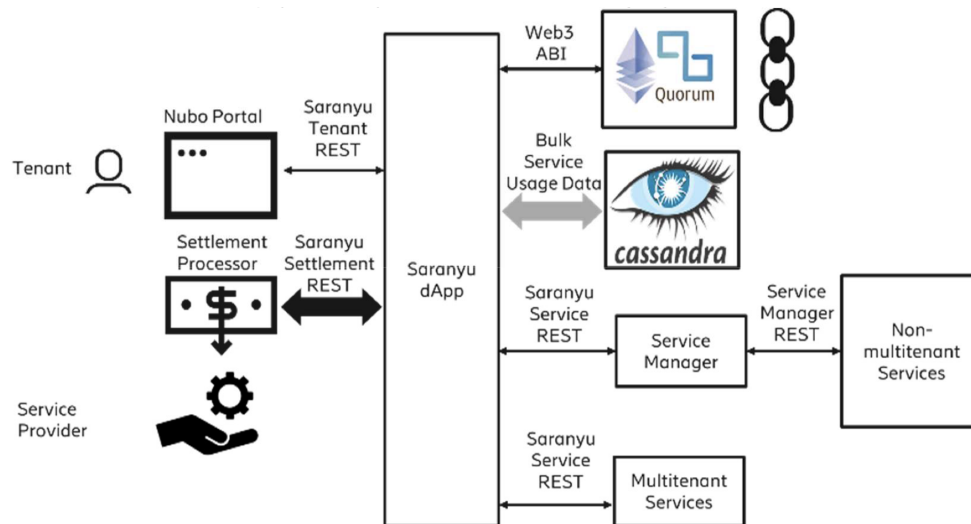 Web3
ABI
Quorum
Nubo Portal
Saranyu
Tenant
REST
Tenant
Bulk
Service
Usage Data
cassandra
Settlement
Processor
Saranyu
Settlement
REST
$
Saranyu
dApp
Saranyu
Service
REST
Service
Manager
Service
Manager
REST
Non-
multitenant
Services
Service
Provider
Saranyu
Service
REST
Multitenant
Services